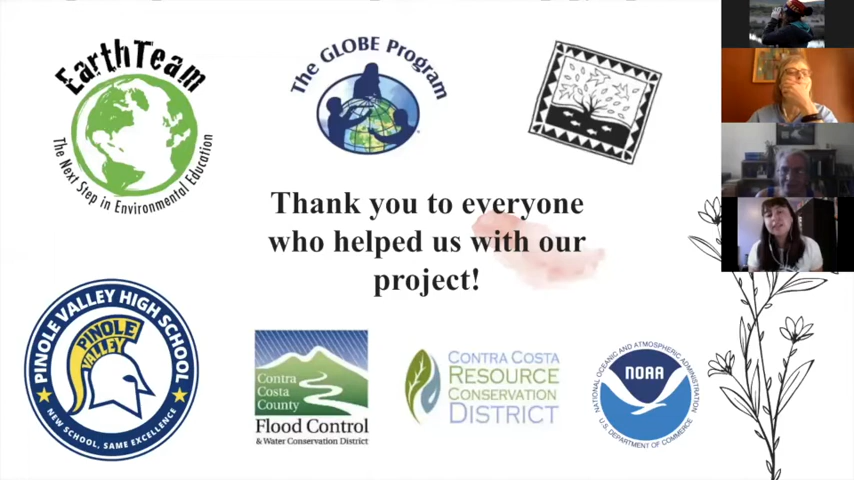 EarthTeam
The Next Step in Environmental Education
The GLOBE Program
Thank you to everyone
who helped us with our
project!
PINOLE VALLEY HIGH SCHOOL
PINOLE
VALLEY
NEW SCHOOL, SAME EXCELLENCE
Contra
Costa
County
Flood Control
& Water Conservation District
CONTRA COSTA
RESOURCE
CONSERVATION
DISTRICT
NATIONAL OCEANIC AND ATMOSPHERIC ADMINISTRATION
NOAA
U.S. DEPARTMENT OF COMMERCE